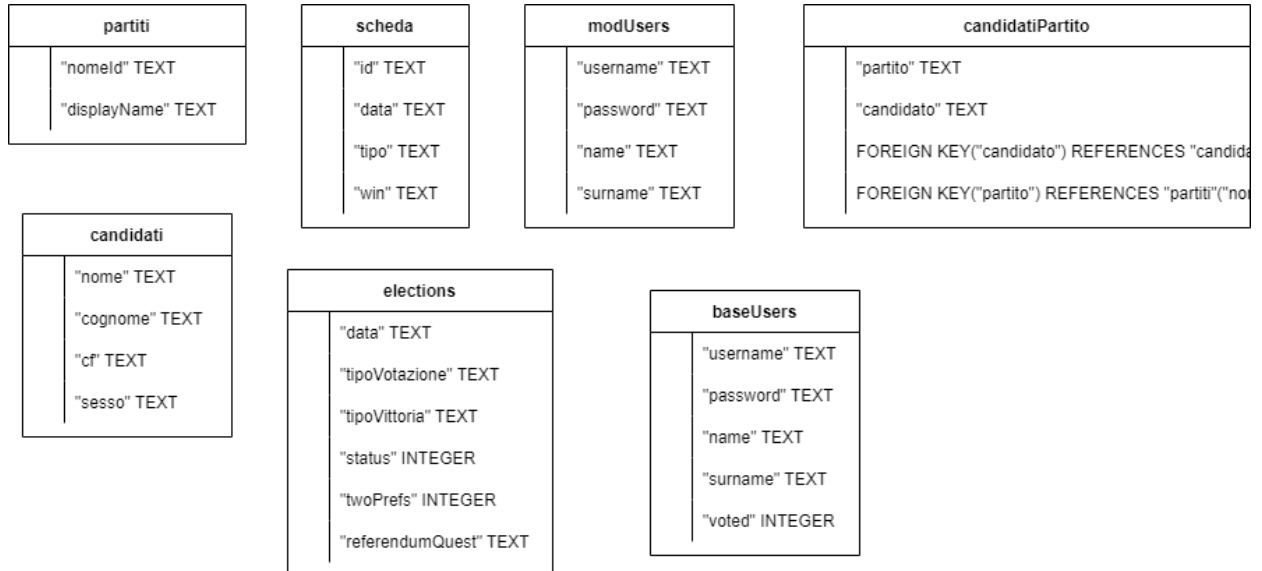 partiti
"nomeId" TEXT
"displayName" TEXT
scheda
"id" TEXT
"data" TEXT
"tipo" TEXT
"win" TEXT
modUsers
"username" TEXT
"password" TEXT
"name" TEXT
"surname" TEXT
candidatiPartito
"partito" TEXT
"candidato" TEXT
FOREIGN KEY("candidato") REFERENCES "candida
FOREIGN KEY("partito") REFERENCES "partiti"("nor
candidati
"nome" TEXT
"cognome" TEXT
"cf" TEXT
"sesso" TEXT
elections
"data" TEXT
"tipoVotazione" TEXT
"tipoVittoria" TEXT
"status" INTEGER
"twoPrefs" INTEGER
"referendumQuest" TEXT
baseUsers
"username" TEXT
"password" TEXT
"name" TEXT
"surname" TEXT
"voted" INTEGER